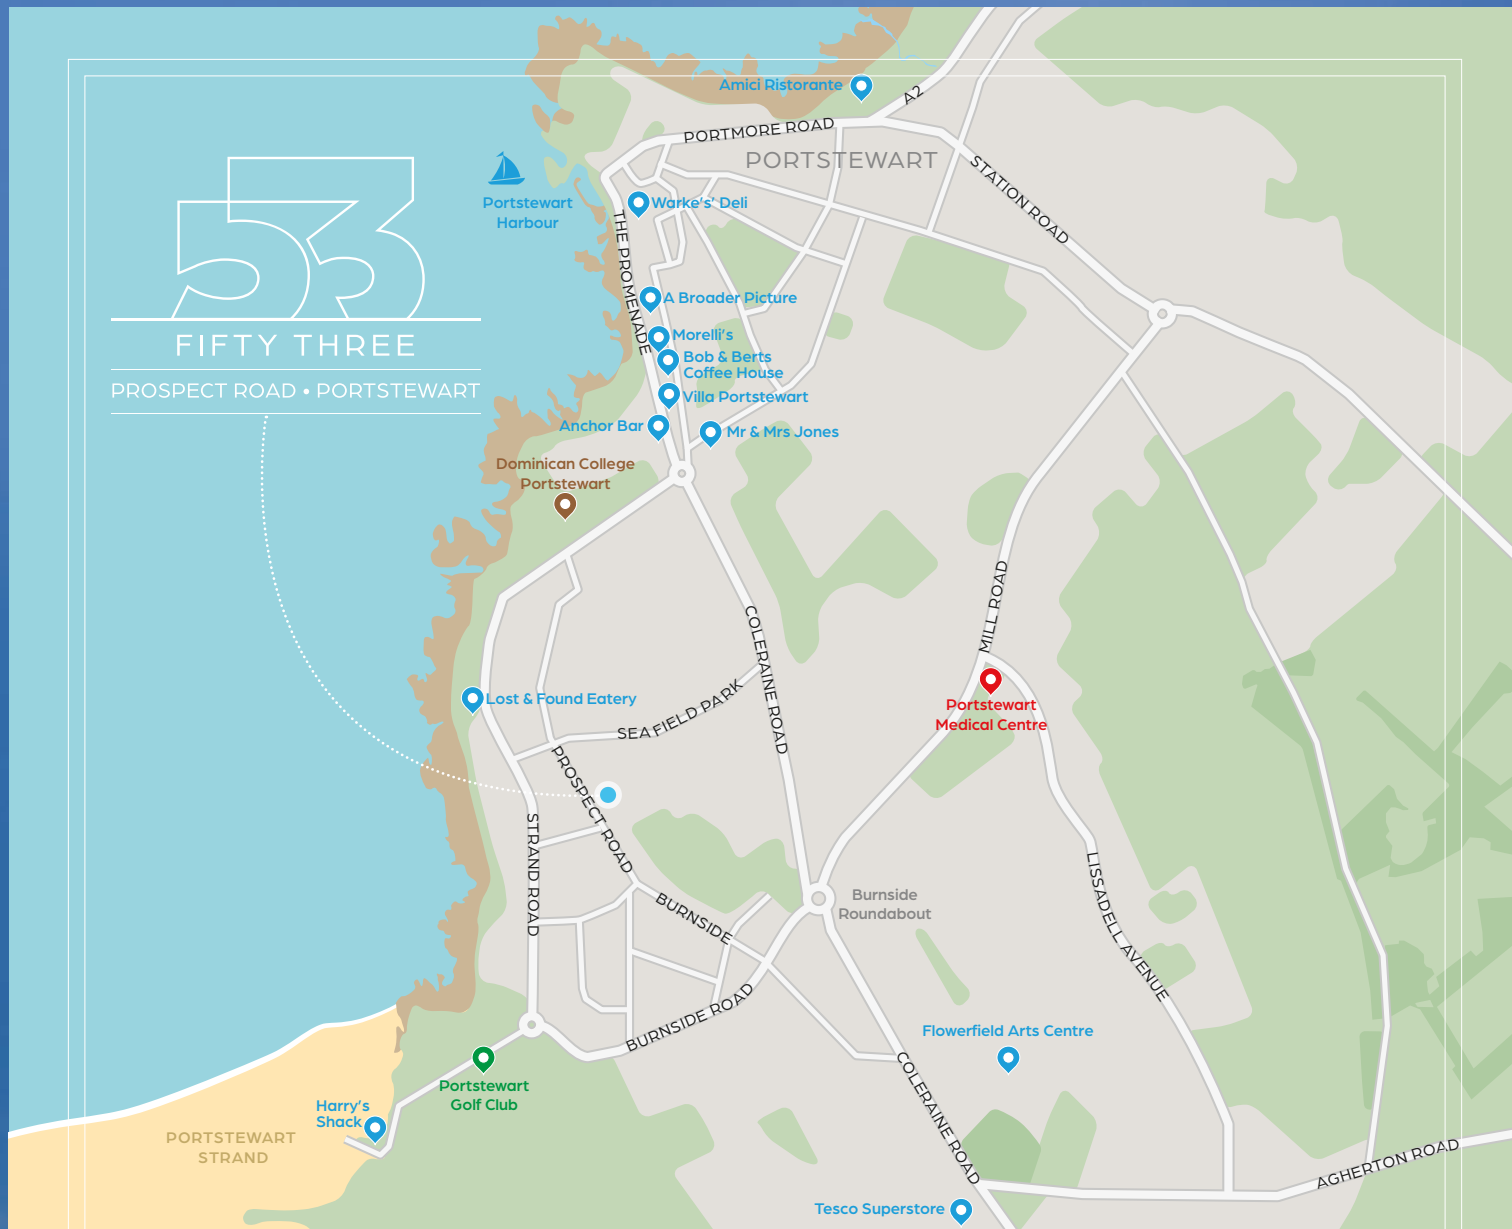 Amici Ristorante
A2
PORTMORE ROAD
PORTSTEWART
STATION ROAD
Portstewart
Harbour
Warke's' Deli
THE PROMENADE
53
FIFTY THREE
PROSPECT ROAD • PORTSTEWART
A Broader Picture
Morelli's
Bob & Berts
Coffee House
Villa Portstewart
Anchor Bar
Mr & Mrs Jones
Dominican College
Portstewart
COLERAINE ROAD
MILL ROAD
Portstewart
Medical Centre
Lost & Found Eatery
SEAFIELD PARK
PROSPECT ROAD
STRAND ROAD
BURNSIDE
Burnside
Roundabout
LISSADELL AVENUE
BURNSIDE ROAD
Flowerfield Arts Centre
COLERAINE ROAD
Portstewart
Golf Club
Harry's
Shack
PORTSTEWART
STRAND
AGHERTON ROAD
Tesco Superstore